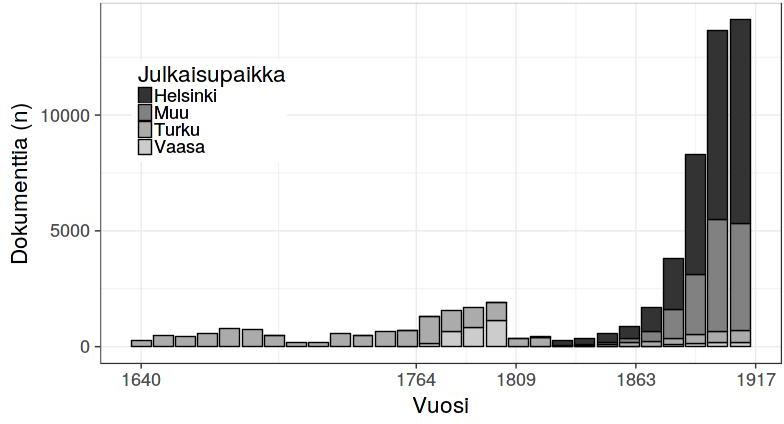 Dokumenttia (n)
10000
5000
0
Julkaisupaikka
Helsinki
Muu
Turku
Vaasa
1640 1764 1809 1863 1917
Vuosi